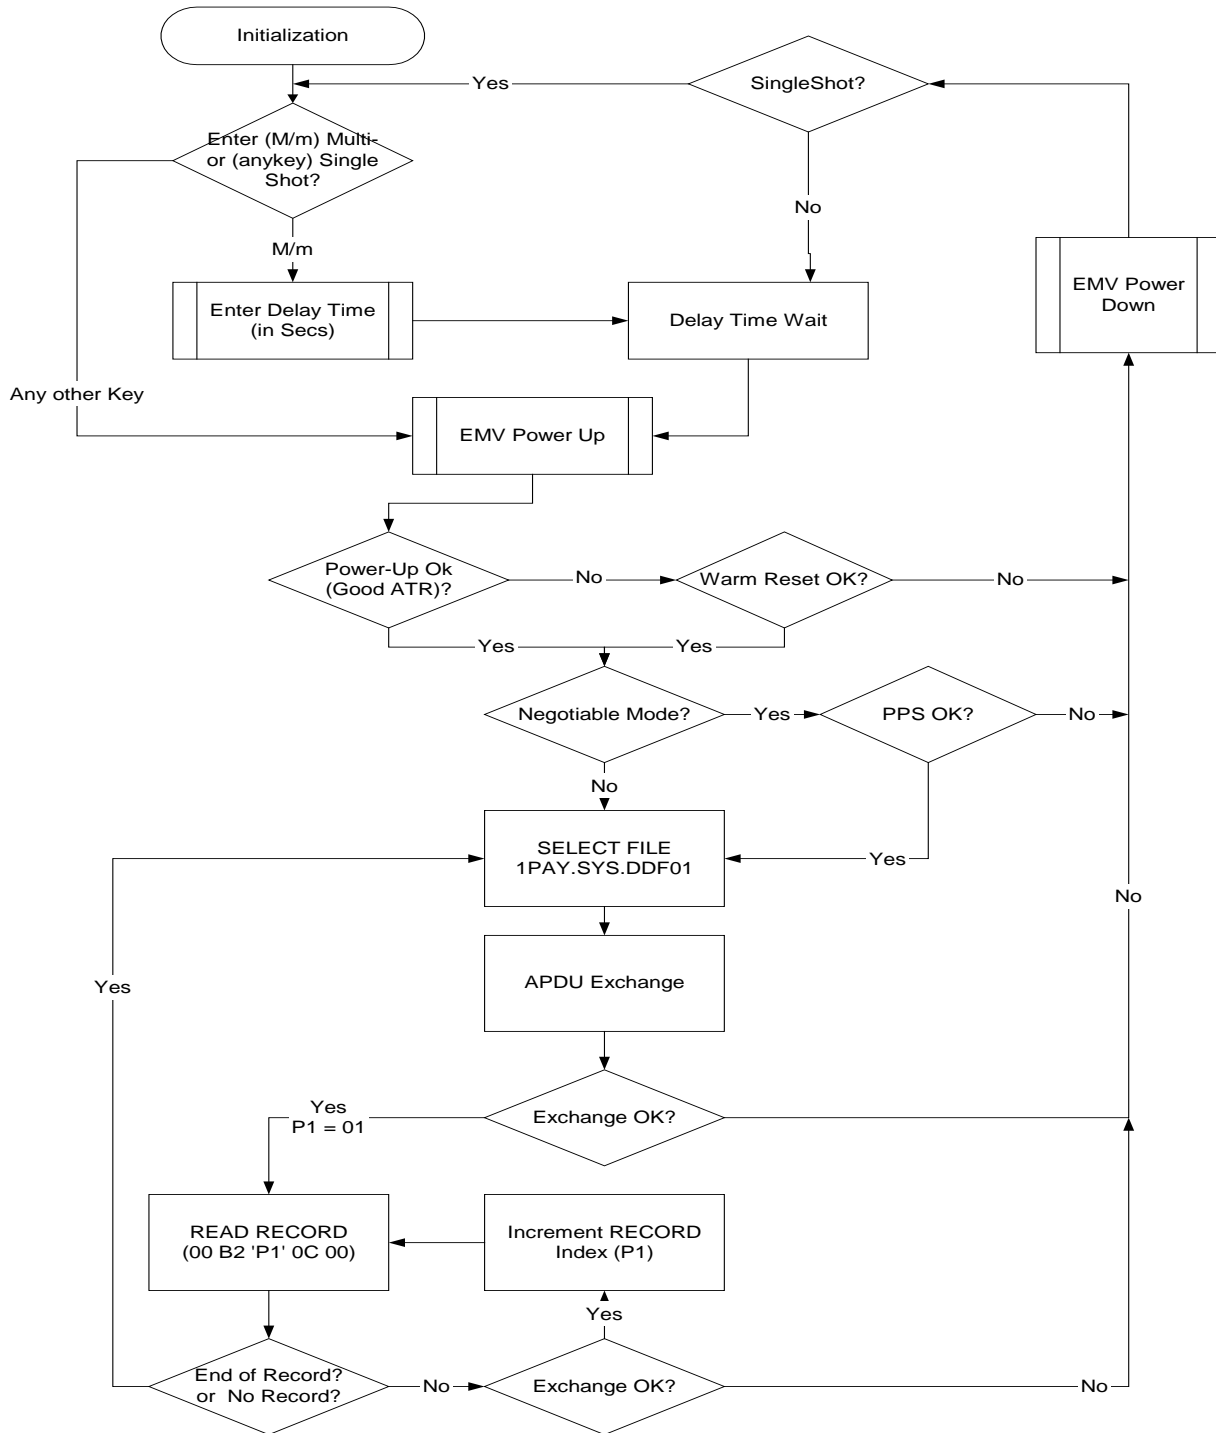 Initialization
SingleShot?
Yes
Enter (M/m) Multi-
or (anykey) Single
Shot?
No
M/m
Enter Delay Time
(in Secs)
Delay Time Wait
EMV Power
Down
Any other Key
EMV Power Up
Power-Up Ok
(Good ATR)?
No
Warm Reset OK?
No
Yes
Yes
Negotiable Mode?
Yes
PPS OK?
No
No
SELECT FILE
1PAY.SYS.DDF01
Yes
No
Yes
APDU Exchange
Yes
P1 = 01
Exchange OK?
READ RECORD
(00 B2 'P1' 0C 00)
Increment RECORD
Index (P1)
Yes
End of Record?
or  No Record?
No
Exchange OK?
No